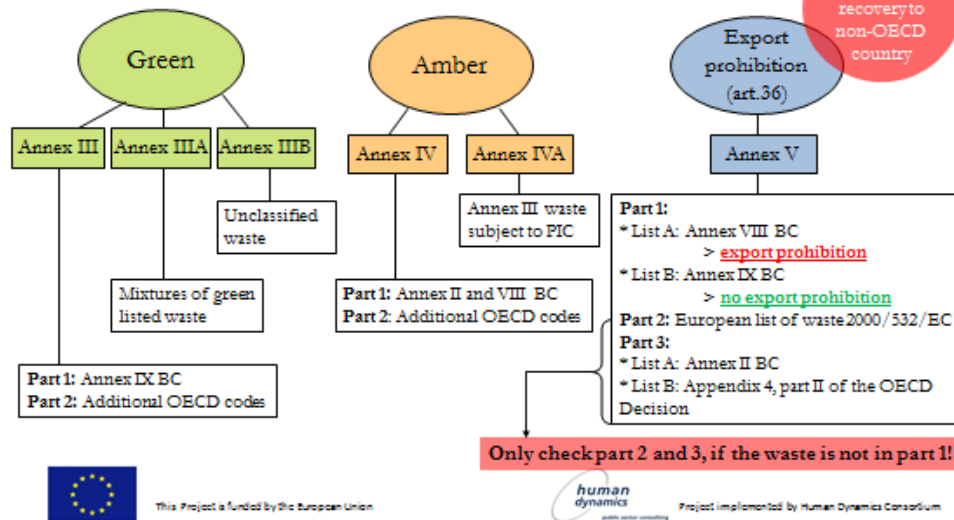 recovery to
non-OECD
country
Green
Amber
Export
prohibition
(art.36)
Annex III
Annex IIIA
Annex IIIB
Annex IV
Annex IVA
Annex V
Unclassified
waste
Mixtures of green
listed waste
Part 1: Annex IX BC
Part 2: Additional OECD codes
Annex III waste
subject to PIC
Part 1: Annex II and VIII BC
Part 2: Additional OECD codes
Part 1:
* List A: Annex VIII BC
> export prohibition
* List B: Annex IX BC
> no export prohibition
Part 2: European list of waste 2000/532/EC
Part 3:
* List A: Annex II BC
* List B: Appendix 4, part II of the OECD
Decision
Only check part 2 and 3, if the waste is not in part 1!
This Project is funded by the European Union
human
dynamics
public sector consulting
Project implemented by Human Dynamics Consortium